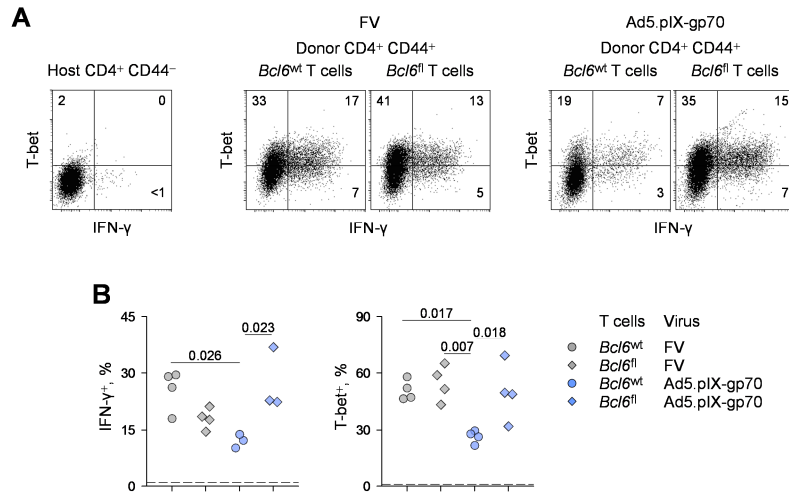 A
FV
Ad5.pIX-gp70
Donor CD4+ CD44+
Donor CD4+ CD44+
Host CD4+ CD44−
Bcl6wt T cells
Bcl6fl T cells
Bcl6wt T cells
Bcl6fl T cells
2 0
33 17
41 13
19 7
35 15
T-bet
T-bet
T-bet
<1
7
5
3
7
IFN-γ
IFN-γ
IFN-γ
B
45
30
15
0
IFN-γ+, %
0.026
0.023
90
60
30
0
T-bet+, %
0.017
0.018
0.007
T cells Virus
Bcl6wt FV
Bcl6fl FV
Bcl6wt Ad5.pIX-gp70
Bcl6fl Ad5.pIX-gp70